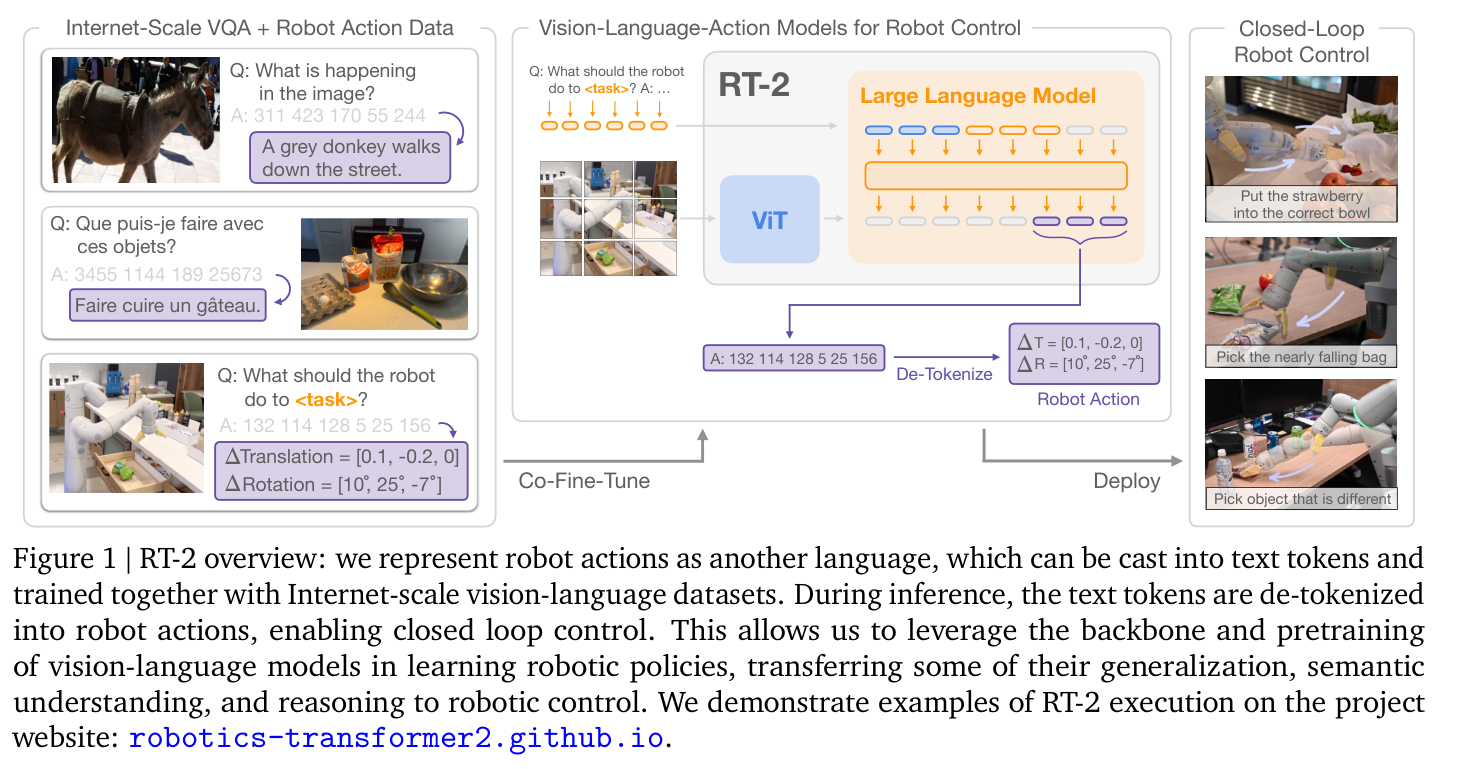 Internet-Scale VQA + Robot Action Data
Q: What is happening
in the image?
A: 311 423 170 55 244
A grey donkey walks
down the street.
Q: Que puis-je faire avec
ces objets?
A: 3455 1144 189 25673
Faire cuire un gâteau.
Q: What should the robot
do to <task>?
A: 132 114 128 5 25 156
ΔTranslation = [0.1, -0.2, 0]
ΔRotation = [10°, 25°, -7°]
Co-Fine-Tune
Vision-Language-Action Models for Robot Control
Q: What should the robot
do to <task>? A: …
RT-2
Large Language Model
ViT
A: 132 114 128 5 25 156
De-Tokenize
Δ T = [0.1, -0.2, 0]
Δ R = [10°, 25°, -7°]
Robot Action
Deploy
Closed-Loop
Robot Control
Put the strawberry
into the correct bowl
Pick the nearly falling bag
Pick object that is different
Figure 1 | RT-2 overview: we represent robot actions as another language, which can be cast into text tokens and
trained together with Internet-scale vision-language datasets. During inference, the text tokens are de-tokenized
into robot actions, enabling closed loop control. This allows us to leverage the backbone and pretraining
of vision-language models in learning robotic policies, transferring some of their generalization, semantic
understanding, and reasoning to robotic control. We demonstrate examples of RT-2 execution on the project
website: robotics-transformer2.github.io.